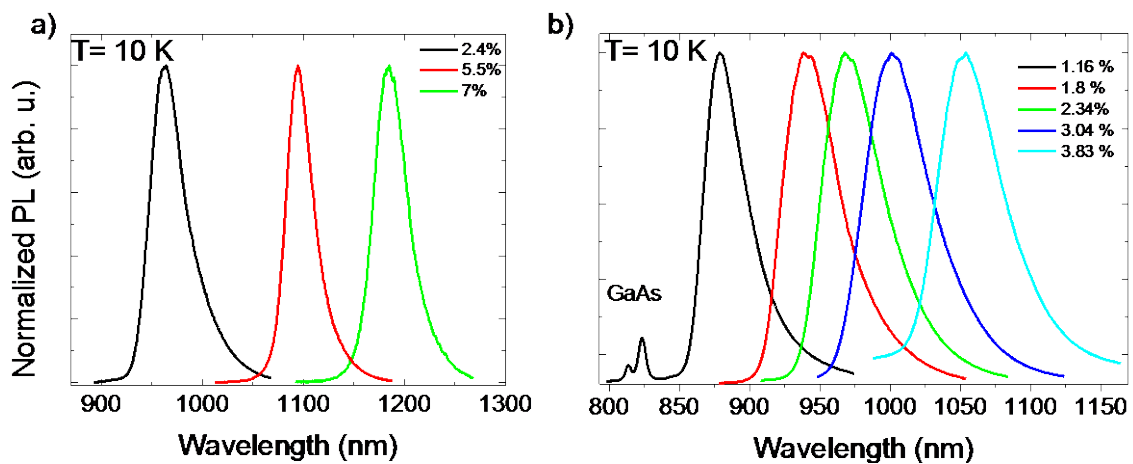 a)
T= 10 K
2.4%
5.5%
7%
Normalized PL (arb. u.)
900 1000 1100 1200 1300
Wavelength (nm)
b)
T= 10 K
1.16 %
1.8 %
2.34%
3.04 %
3.83 %
GaAs
800 850 900 950 1000 1050 1100 1150
Wavelength (nm)